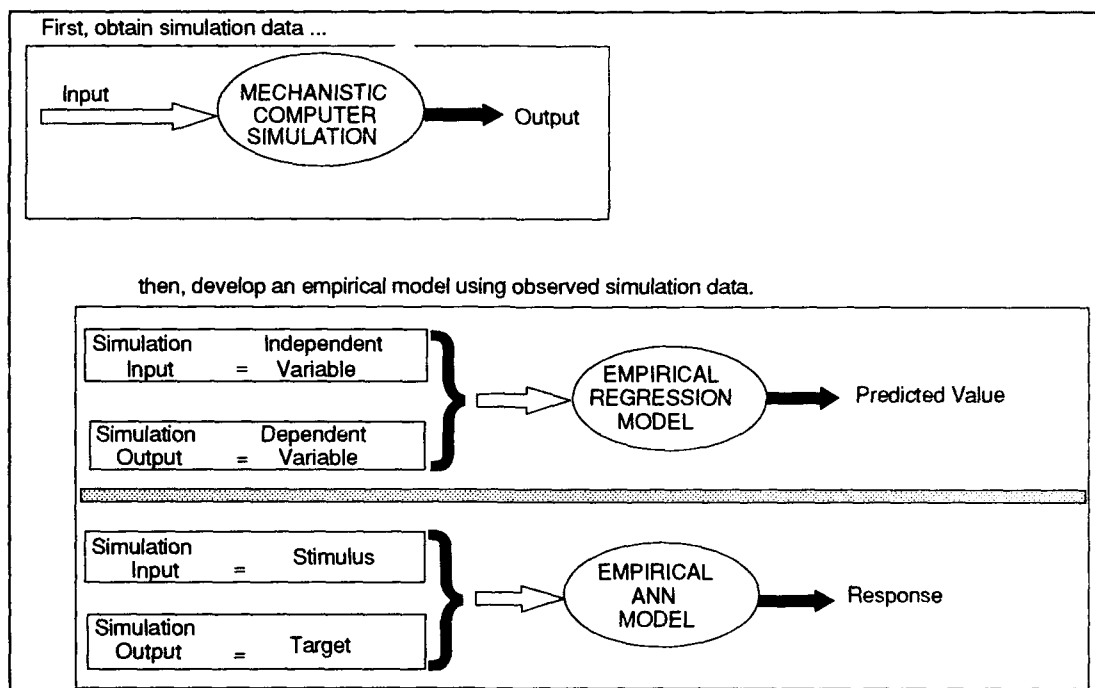 First, obtain simulation data ...
Input
MECHANISTIC
COMPUTER
SIMULATION
Output
then, develop an empirical model using observed simulation data.
Simulation Independent
Input = Variable
Simulation Dependent
Output = Variable
EMPIRICAL
REGRESSION
MODEL
Predicted Value
Simulation
Input = Stimulus
Simulation
Output = Target
EMPIRICAL
ANN
MODEL
Response